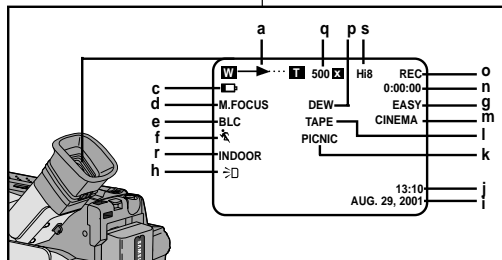 a q p s
W T 500 X Hi8 REC o
c 0:00:00 n
d M.FOCUS DEW EASY g
e BLC TAPE CINEMA m
f PICNIC l
r INDOOR k
h
13:10 j
AUG. 29, 2001 i